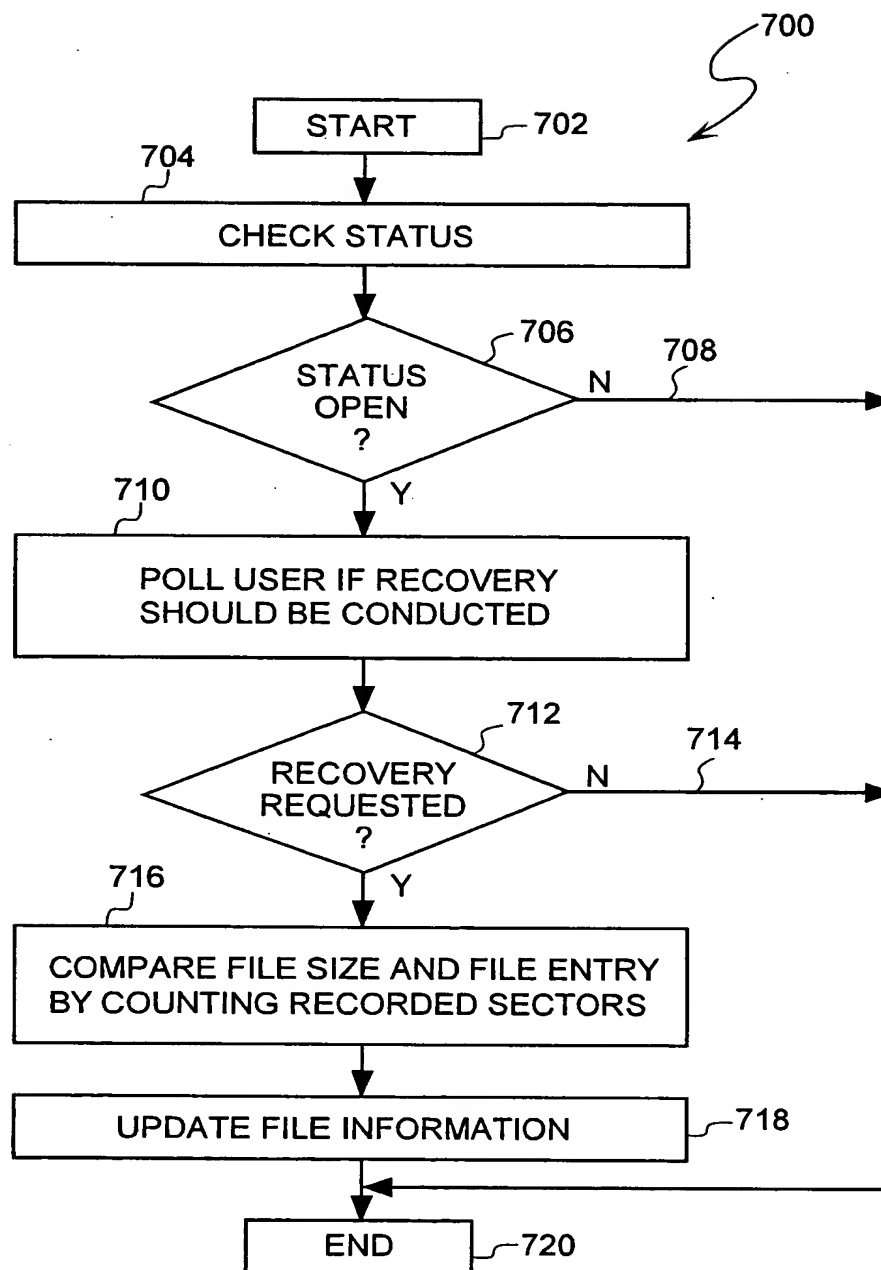 700
START
702
704
CHECK STATUS
706
STATUS
OPEN
?
N
708
Y
710
POLL USER IF RECOVERY
SHOULD BE CONDUCTED
712
RECOVERY
REQUESTED
?
N
714
Y
716
COMPARE FILE SIZE AND FILE ENTRY
BY COUNTING RECORDED SECTORS
UPDATE FILE INFORMATION
718
END
720